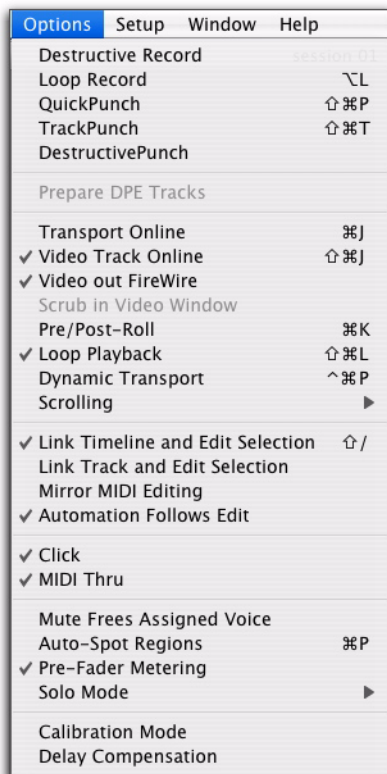 Options Setup Window Help
Destructive Record session 01
Loop Record ⌥L
QuickPunch ⇧⌘P
TrackPunch ⇧⌘T
DestructivePunch
Prepare DPE Tracks
Transport Online ⌘J
✓ Video Track Online ⇧⌘J
✓ Video out FireWire
Scrub in Video Window
Pre/Post-Roll ⌘K
✓ Loop Playback ⇧⌘L
Dynamic Transport ^⌘P
Scrolling ▶
✓ Link Timeline and Edit Selection ⇧/
Link Track and Edit Selection
Mirror MIDI Editing
✓ Automation Follows Edit
✓ Click
✓ MIDI Thru
Mute Frees Assigned Voice
Auto-Spot Regions ⌘P
✓ Pre-Fader Metering
Solo Mode ▶
Calibration Mode
Delay Compensation